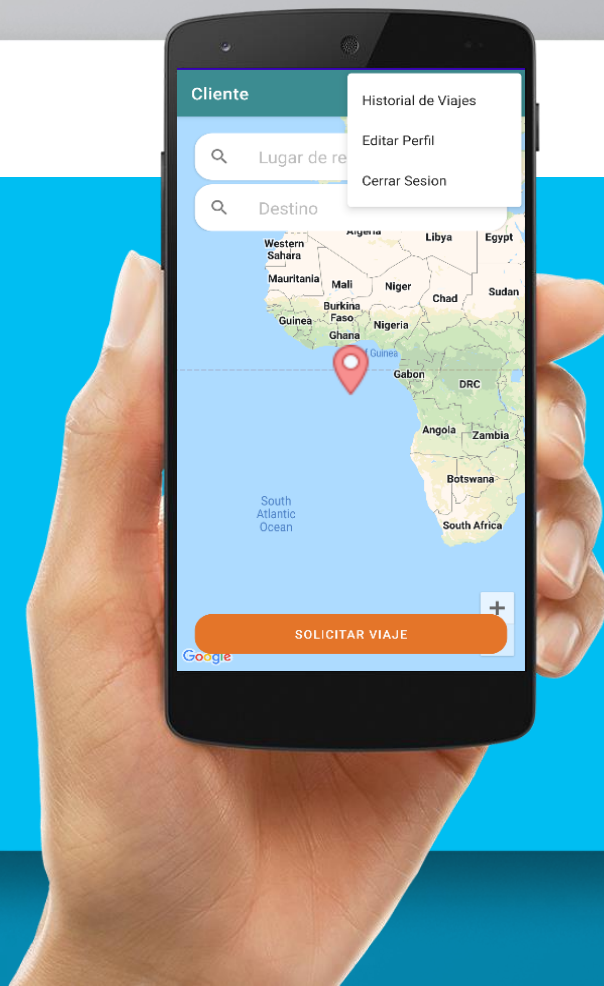 Cliente
Historial de Viajes
Editar Perfil
Cerrar Sesion
Lugar de re
Destino
Algeria
Libya
Egypt
Western
Sahara
Mauritania
Mali
Niger
Chad
Sudan
Burkina
Faso
Guinea
Ghana
Nigeria
f Guinea
Gabon
DRC
Angola
Zambia
Botswana
South
Atlantic
Ocean
South Africa
+
SOLICITAR VIAJE
Google